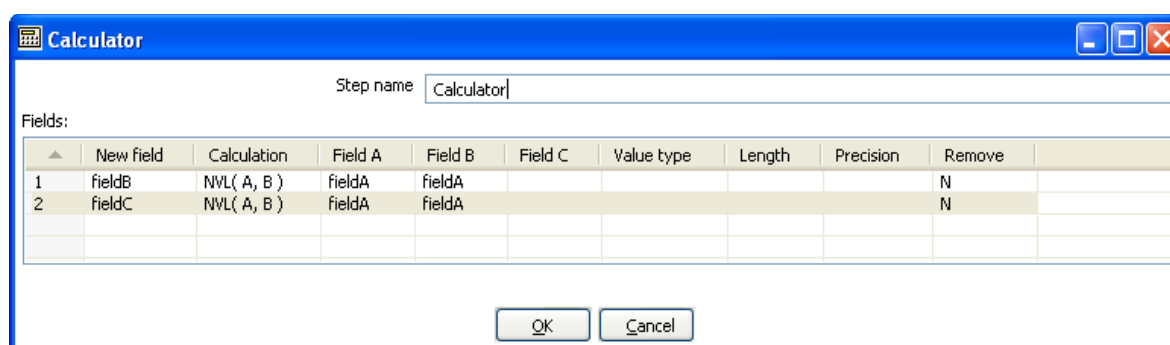 Calculator
Step name Calculator
Fields:
New field Calculation Field A Field B Field C Value type Length Precision Remove
1 fieldB NVL( A, B ) fieldA fieldA N
2 fieldC NVL( A, B ) fieldA fieldA N
OK Cancel